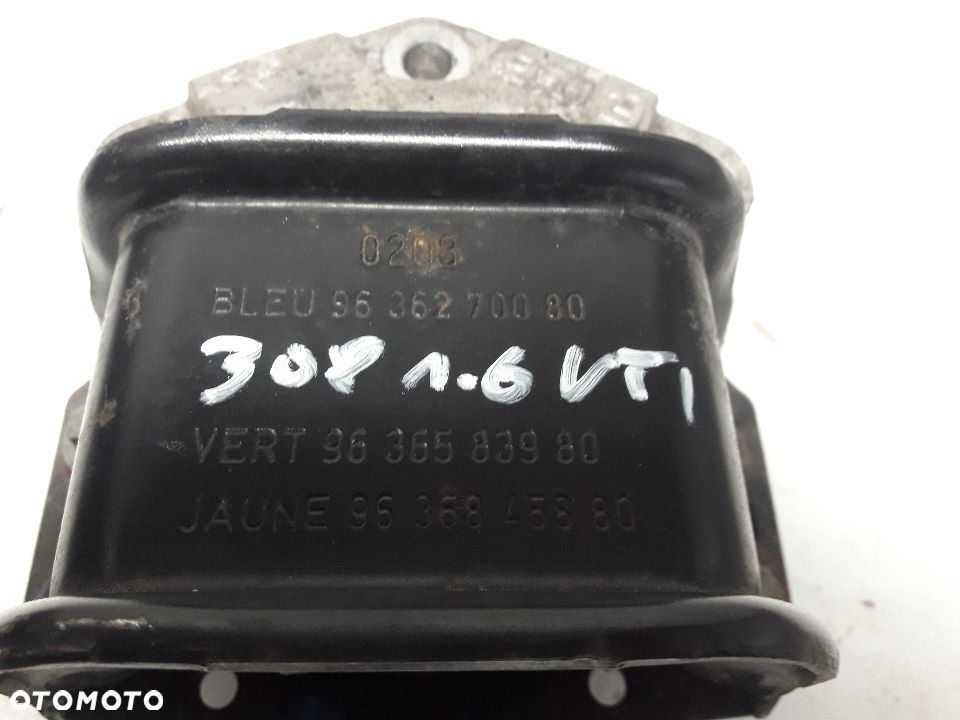 0208
BLEU 96 362 700 80
308 1.6 VTI
VERT 96 365 839 80
JAUNE 96 368 458 80
OTOMOTO